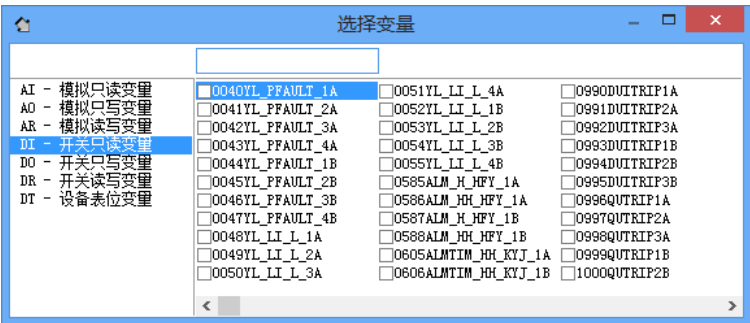 选择变量
AI - 模拟只读变量
AO - 模拟只写变量
AR - 模拟读写变量
DI - 开关只读变量
DO - 开关只写变量
DR - 开关读写变量
DT - 设备表位变量
0040YL_PFAULT_1A
0041YL_PFAULT_2A
0042YL_PFAULT_3A
0043YL_PFAULT_4A
0044YL_PFAULT_1B
0045YL_PFAULT_2B
0046YL_PFAULT_3B
0047YL_PFAULT_4B
0048YL_LI_L_1A
0049YL_LI_L_2A
0050YL_LI_L_3A
0051YL_LI_L_4A
0052YL_LI_L_1B
0053YL_LI_L_2B
0054YL_LI_L_3B
0055YL_LI_L_4B
0585ALM_H_HFY_1A
0586ALM_HH_HFY_1A
0587ALM_H_HFY_1B
0588ALM_HH_HFY_1B
0605ALMTIM_HH_KYJ_1A
0606ALMTIM_HH_KYJ_1B
0990DUITRIP1A
0991DUITRIP2A
0992DUITRIP3A
0993DUITRIP1B
0994DUITRIP2B
0995DUITRIP3B
0996QUTRIP1A
0997QUTRIP2A
0998QUTRIP3A
0999QUTRIP1B
1000QUTRIP2B